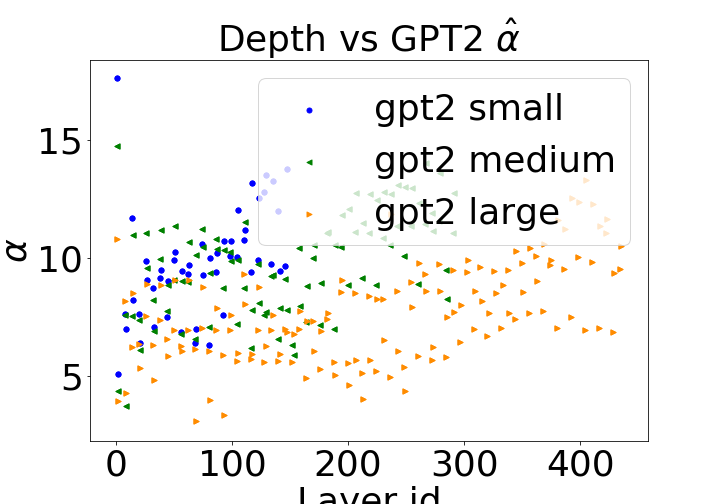 Depth vs GPT2 α̂
gpt2 small
gpt2 medium
gpt2 large
15
10
5
α
0 100 200 300 400
Layer id